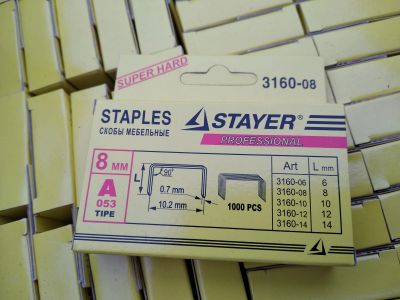 SUPER HARD
3160-08
STAPLES
СКОБЫ МЕБЕЛЬНЫЕ
STAYER®
PROFESSIONAL
8 мм
A
053
TIPE
L
90°
0.7 mm
10.2 mm
1000 PCS
Art L mm
3160-06 6
3160-08 8
3160-10 10
3160-12 12
3160-14 14
STAYER